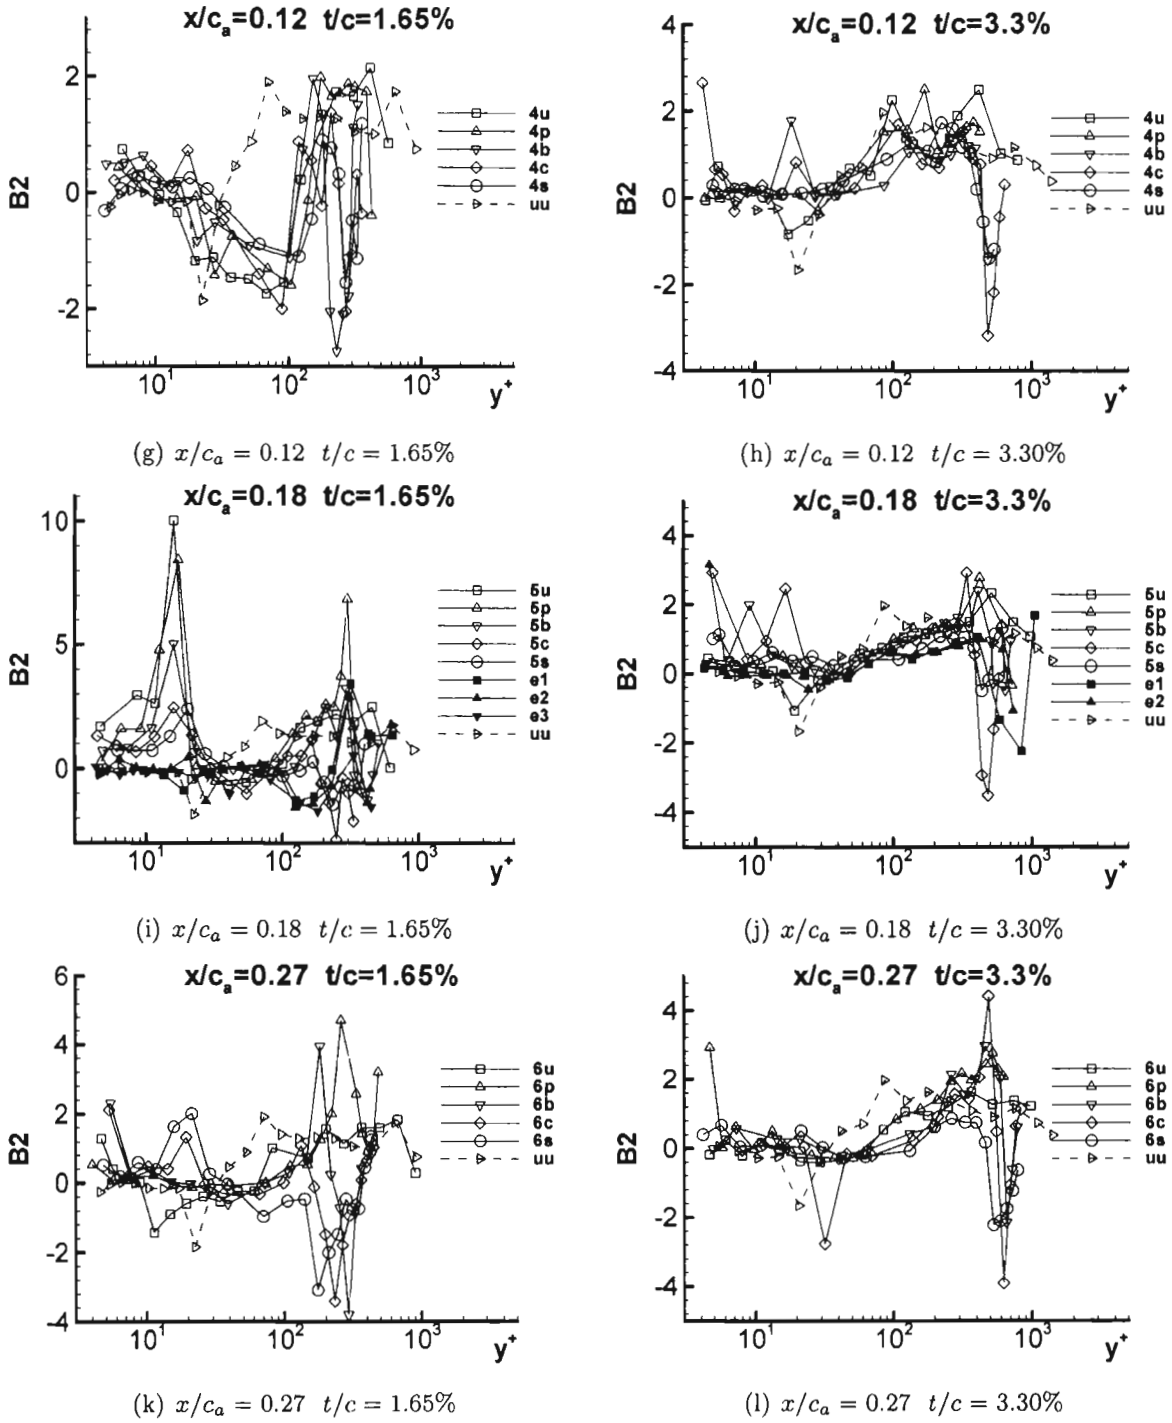 x/ca=0.12 t/c=1.65%
B2
2
0
-2
10¹
10²
10³
y+
4u
4p
4b
4c
4s
uu
(g) x/ca = 0.12 t/c = 1.65%
x/ca=0.12 t/c=3.3%
B2
4
2
0
-2
-4
10¹
10²
10³
y+
4u
4p
4b
4c
4s
uu
(h) x/ca = 0.12 t/c = 3.30%
x/ca=0.18 t/c=1.65%
B2
10
5
0
10¹
10²
10³
y+
5u
5p
5b
5c
5s
e1
e2
e3
uu
(i) x/ca = 0.18 t/c = 1.65%
x/ca=0.18 t/c=3.3%
B2
4
2
0
-2
-4
10¹
10²
10³
y+
5u
5p
5b
5c
5s
e1
e2
uu
(j) x/ca = 0.18 t/c = 3.30%
x/ca=0.27 t/c=1.65%
B2
6
4
2
0
-2
-4
10¹
10²
10³
y+
6u
6p
6b
6c
6s
uu
(k) x/ca = 0.27 t/c = 1.65%
x/ca=0.27 t/c=3.3%
B2
4
2
0
-2
-4
10¹
10²
10³
y+
6u
6p
6b
6c
6s
uu
(l) x/ca = 0.27 t/c = 3.30%